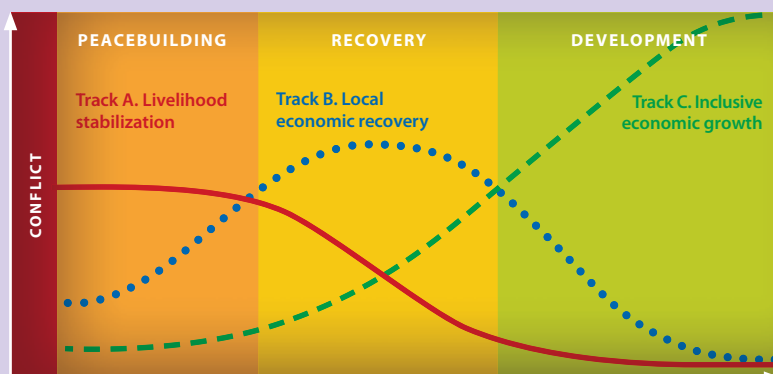 PEACEBUILDING
RECOVERY
DEVELOPMENT
Track A. Livelihood
stabilization
Track B. Local
economic recovery
Track C. Inclusive
economic growth
CONFLICT